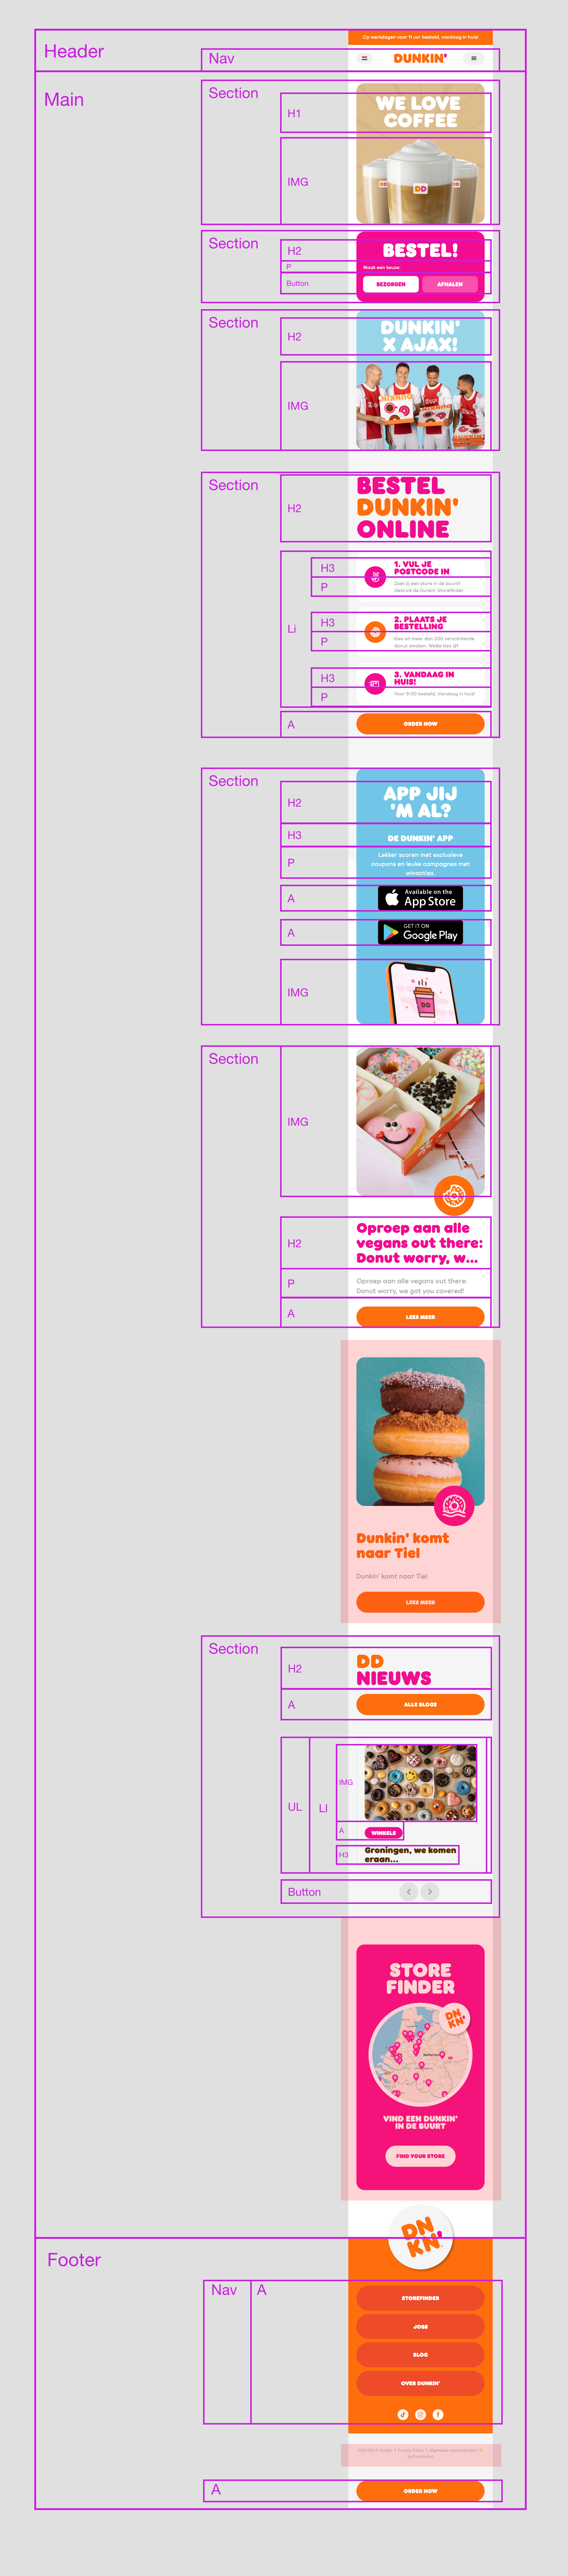 Op werkdagen voor 11 uur besteld, vandaag in huis!
Header
Nav
DUNKIN'
Main
Section
WE LOVE
COFFEE
H1
IMG
DD
DD
DD
Section
H2
BESTEL!
P
Maak een keuze:
Button
BEZORGEN
AFHALEN
Section
H2
DUNKIN'
X AJAX!
IMG
Section
H2
BESTEL
DUNKIN'
ONLINE
Li
H3
1. VUL JE
POSTCODE IN
P
Zoek jij een store in de buurt?
Gebruik de Dunkin' Storefinder.
H3
2. PLAATS JE
BESTELLING
P
Kies uit meer dan 200 verschillende
donut smaken. Welke kies jij?
H3
3. VANDAAG IN
HUIS!
P
Voor 9:00 besteld, Vandaag in huis!
A
ORDER NOW
Section
H2
APP JIJ
'M AL?
H3
DE DUNKIN' APP
P
Lekker scoren met exclusieve
coupons en leuke campagnes met
winacties.
A
Available on the
App Store
A
GET IT ON
Google Play
IMG
DD
Section
IMG
H2
Oproep aan alle
vegans out there:
Donut worry, w...
P
Oproep aan alle vegans out there:
Donut worry, we got you covered!
A
LEES MEER
Dunkin' komt
naar Tiel
Dunkin' komt naar Tiel
LEES MEER
Section
H2
DD
NIEUWS
A
ALLE BLOGS
UL
LI
IMG
A
WINKELS
H3
Groningen, we komen
eraan...
Button
STORE
FINDER
DN
KN'
VIND EEN DUNKIN'
IN DE BUURT
FIND YOUR STORE
DN
KN'
Footer
Nav
A
STOREFINDER
JOBS
BLOG
OVER DUNKIN'
A
ORDER NOW